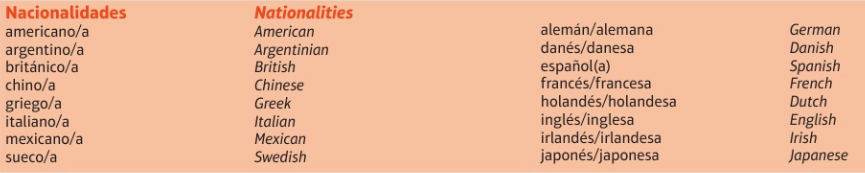 Nacionalidades Nationalities
americano/a American
argentino/a Argentinian
británico/a British
chino/a Chinese
griego/a Greek
italiano/a Italian
mexicano/a Mexican
sueco/a Swedish
alemán/alemana German
danés/danesa Danish
español(a) Spanish
francés/francesa French
holandés/holandesa Dutch
inglés/inglesa English
irlandés/irlandesa Irish
japonés/japonesa Japanese